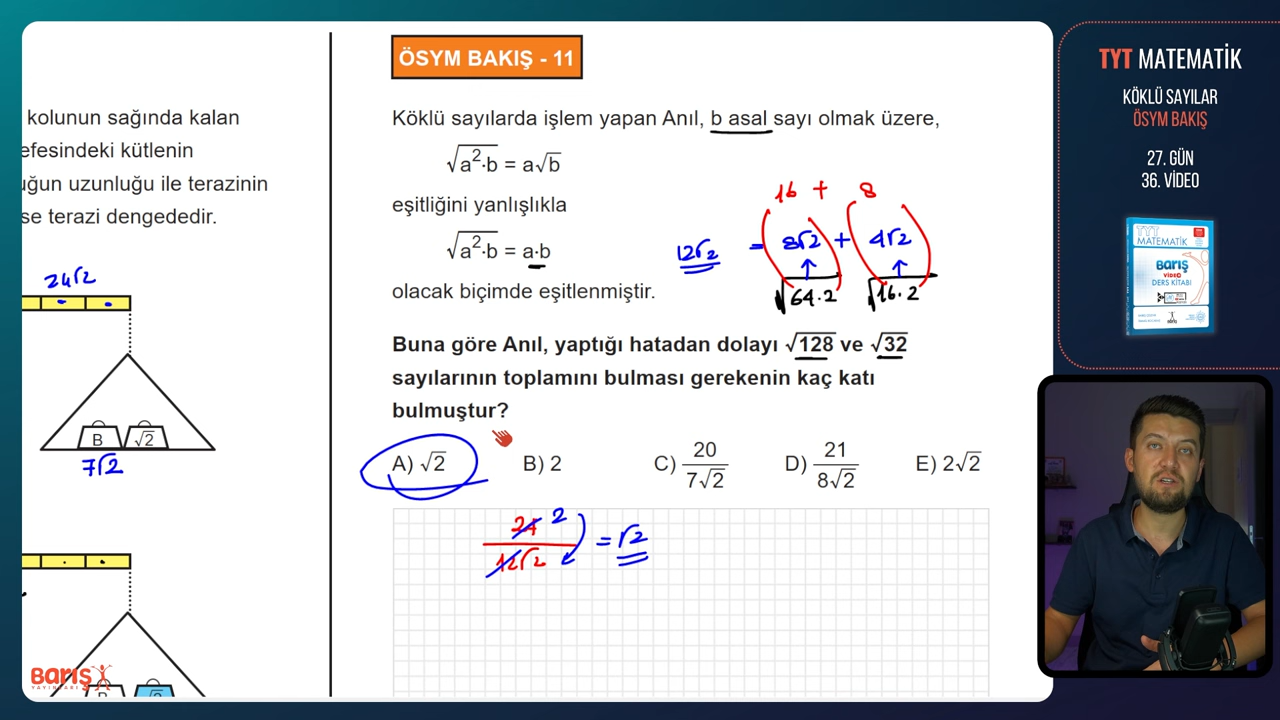 kolunun sağında kalan
efesindeki kütlenin
uğun uzunluğu ile terazinin
se terazi dengededir.
24√2
B √2
7√2
BARIŞ
YAYINLARI
ÖSYM BAKIŞ - 11
Köklü sayılarda işlem yapan Anıl, b asal sayı olmak üzere,
√a²·b = a√b
eşitliğini yanlışlıkla
√a²·b = a·b
olacak biçimde eşitlenmiştir.
16 + 8
12√2 = 8√2 + 4√2
√64·2 √16·2
Buna göre Anıl, yaptığı hatadan dolayı √128 ve √32
sayılarının toplamını bulması gerekenin kaç katı
bulmuştur?
A) √2 B) 2 C) 20/7√2 D) 21/8√2 E) 2√2
24 2
12√2 = √2
TYT MATEMATİK
KÖKLÜ SAYILAR
ÖSYM BAKIŞ
27. GÜN
36. VİDEO
TYT
MATEMATİK
BARIŞ
VİDEO
DERS KİTABI